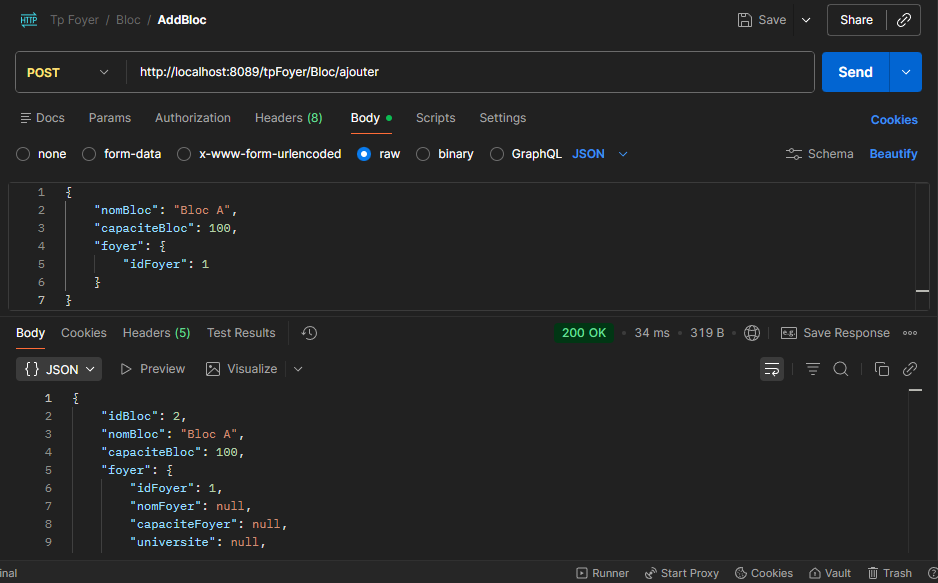 HTTP Tp Foyer / Bloc / AddBloc Save Share
POST http://localhost:8089/tpFoyer/Bloc/ajouter Send
Docs Params Authorization Headers (8) Body Scripts Settings Cookies
none form-data x-www-form-urlencoded raw binary GraphQL JSON Schema Beautify
1 {
2 "nomBloc": "Bloc A",
3 "capaciteBloc": 100,
4 "foyer": {
5 "idFoyer": 1
6 }
7 }
Body Cookies Headers (5) Test Results 200 OK • 34 ms • 319 B • e.g. Save Response
{} JSON Preview Visualize
1 {
2 "idBloc": 2,
3 "nomBloc": "Bloc A",
4 "capaciteBloc": 100,
5 "foyer": {
6 "idFoyer": 1,
7 "nomFoyer": null,
8 "capaciteFoyer": null,
9 "universite": null,
inal Runner Start Proxy Cookies Vault Trash